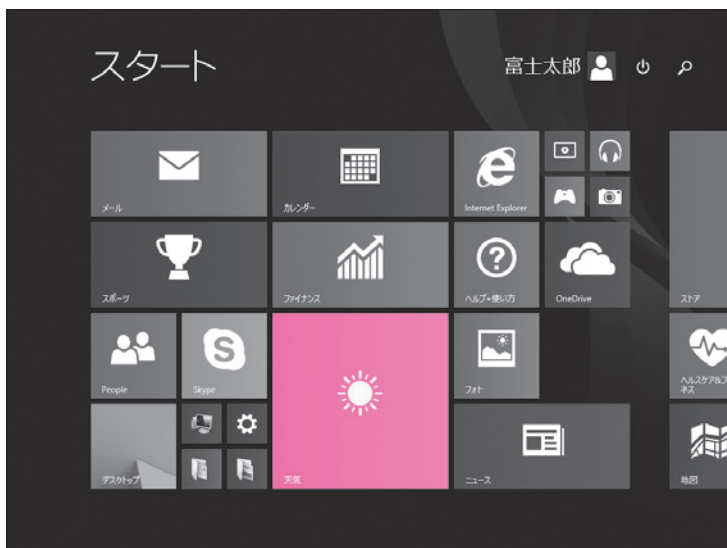 スタート
富士太郎
メール
カレンダー
Internet Explorer
スポーツ
ファイナンス
ヘルプ+使い方
OneDrive
ストア
People
Skype
天気
フォト
ヘルスケア&フ
ネス
デスクトップ
ニュース
地図